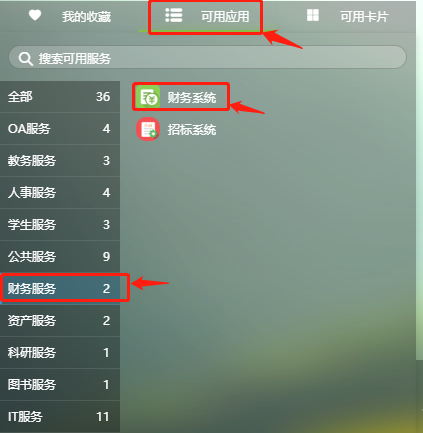 我的收藏 可用应用 可用卡片
搜索可用服务
全部 36
OA服务 4
教务服务 3
人事服务 4
学生服务 3
公共服务 9
财务服务 2
资产服务 2
科研服务 1
图书服务 1
IT服务 11
财务系统
招标系统